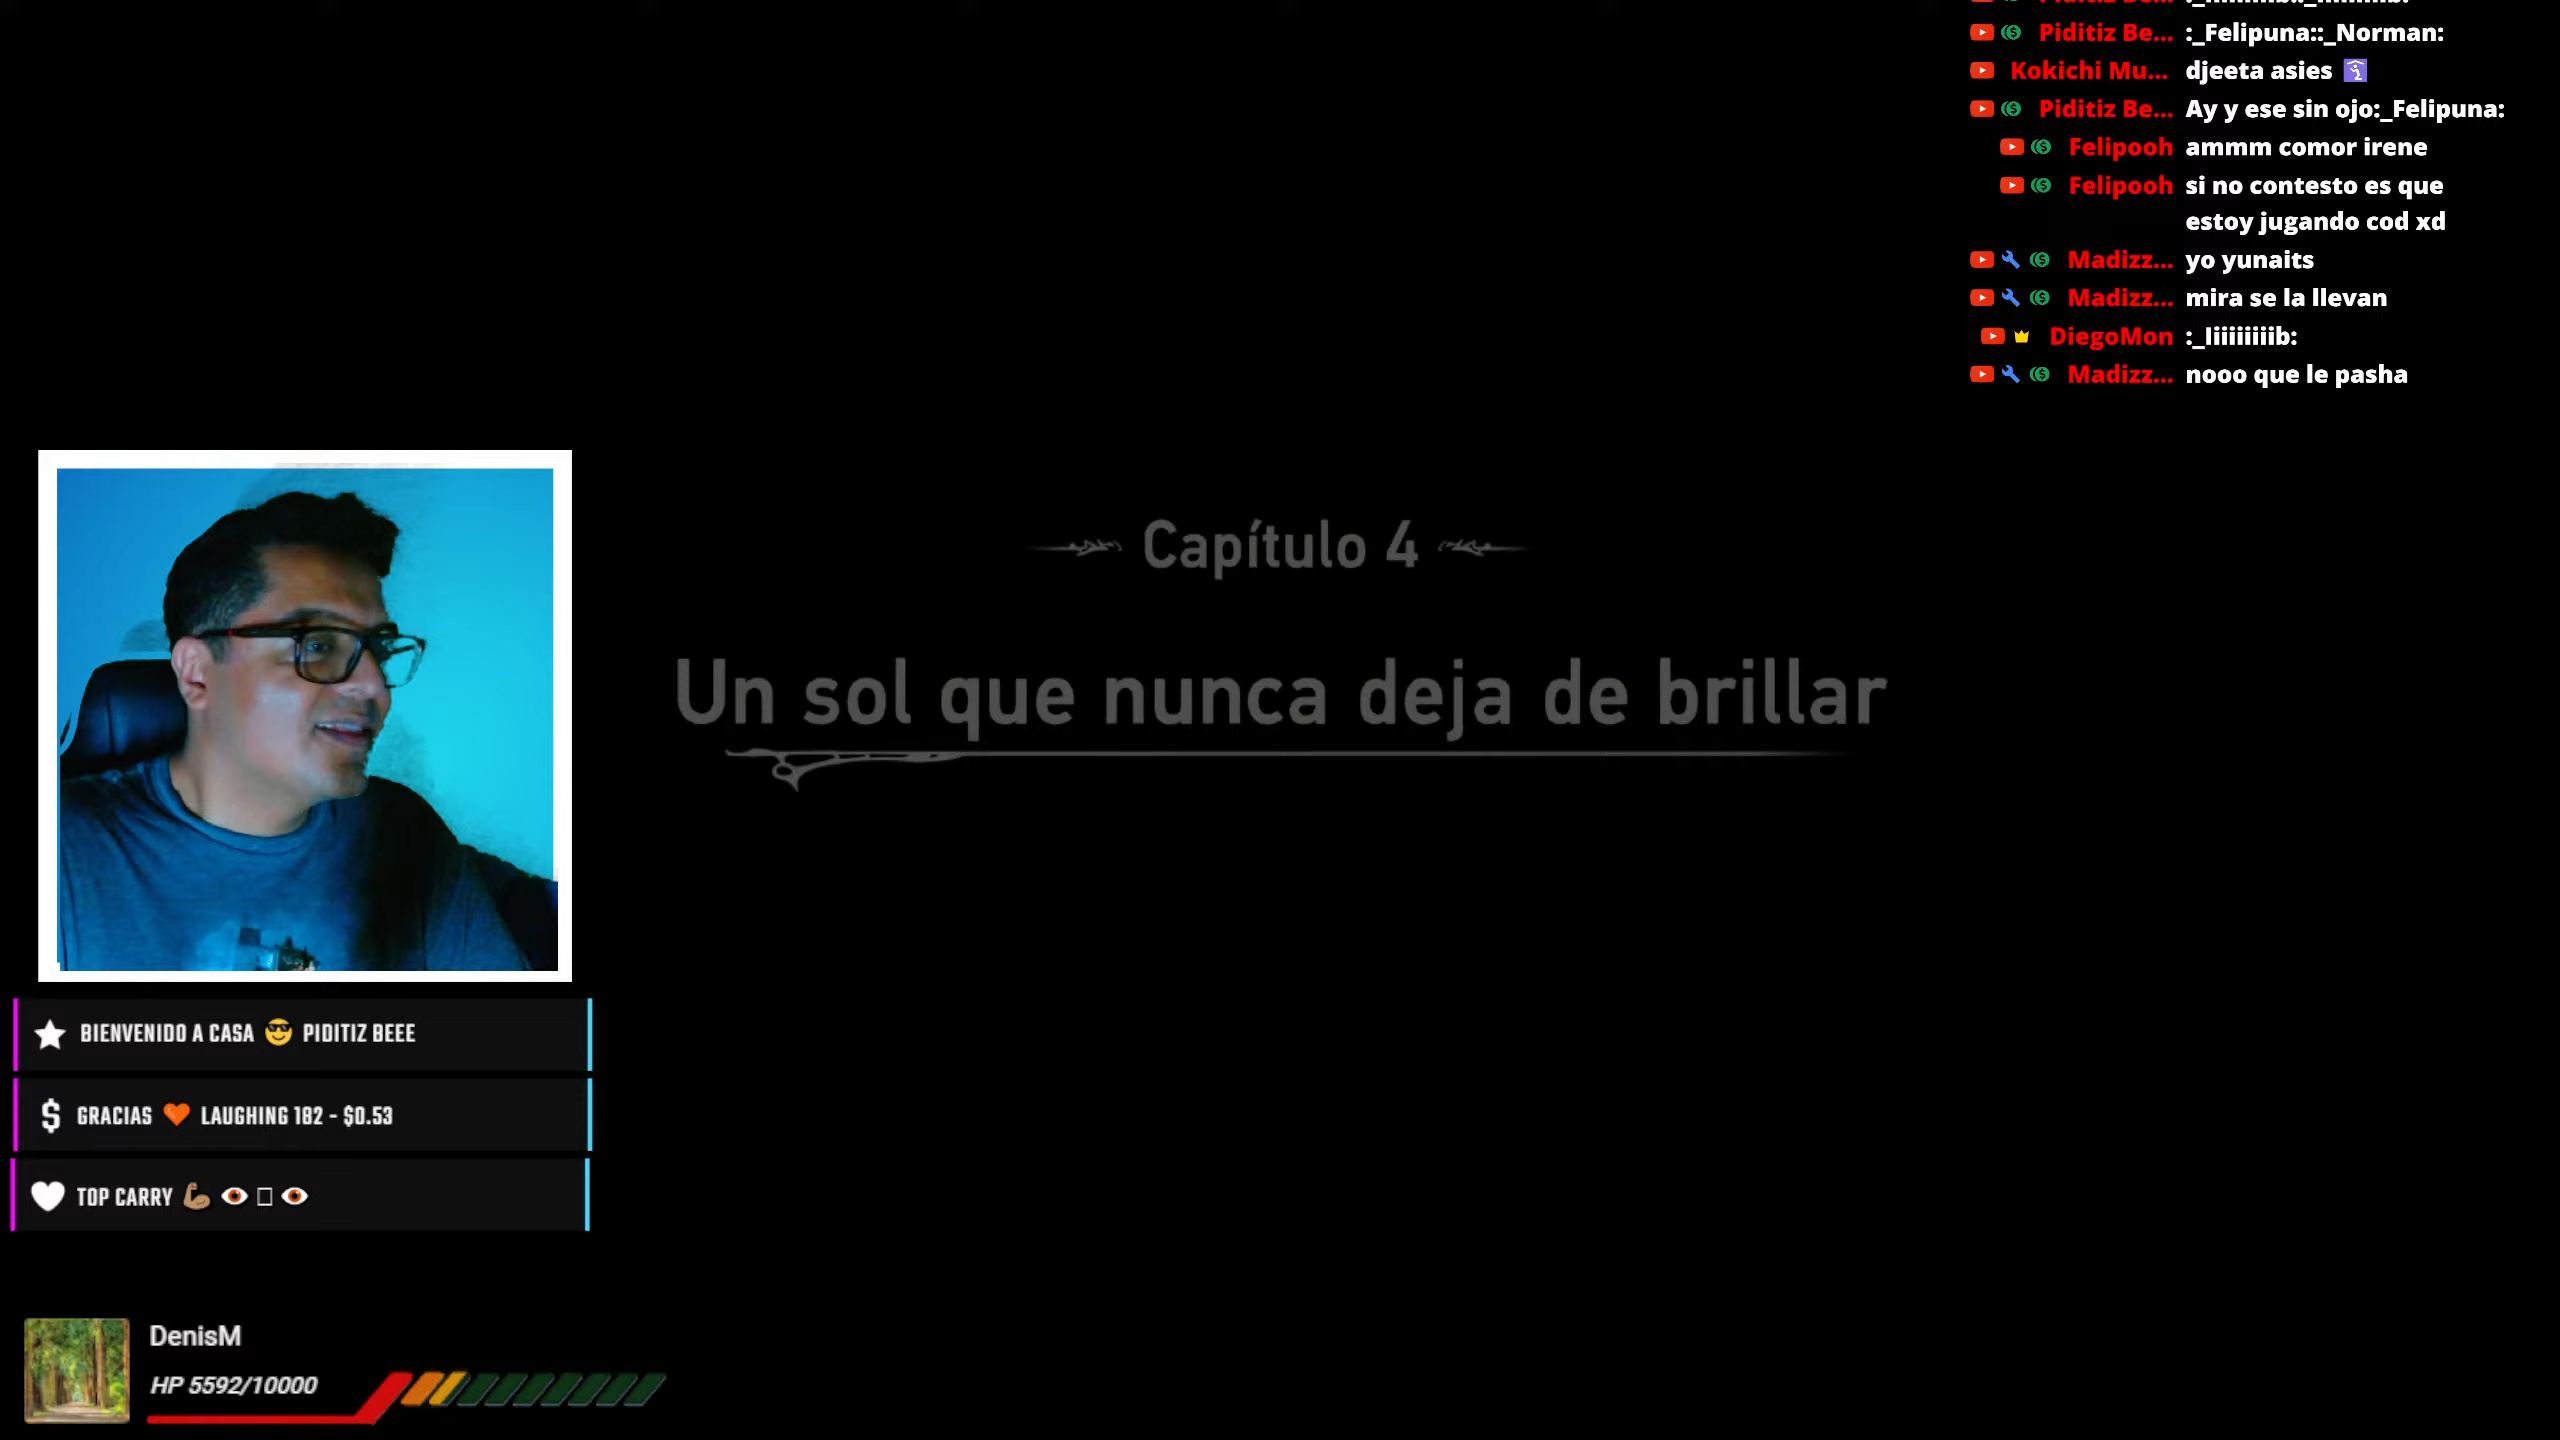 Piditiz Be... :_Felipuna::_Norman:
Kokichi Mu... djeeta asies 🛐
Piditiz Be... Ay y ese sin ojo:_Felipuna:
Felipooh ammm comor irene
Felipooh si no contesto es que
estoy jugando cod xd
Madizz... yo yunaits
Madizz... mira se la llevan
DiegoMon :_Iiiiiiiiib:
Madizz... nooo que le pasha
Capítulo 4
Un sol que nunca deja de brillar
BIENVENIDO A CASA 😎 PIDITIZ BEEE
$ GRACIAS 🧡 LAUGHING 182 - $0.53
TOP CARRY 💪🏽 👁 □ 👁
DenisM
HP 5592/10000